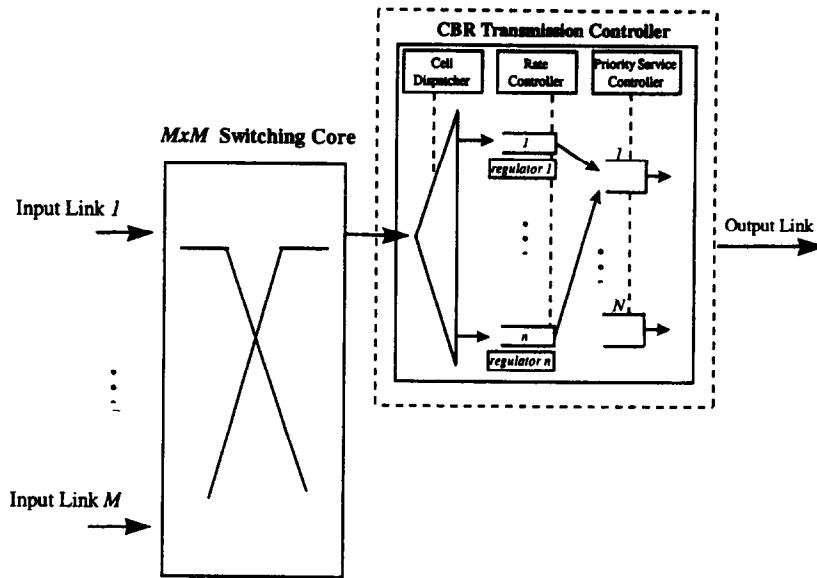 CBR Transmission Controller
Cell
Dispatcher
Rate
Controller
Priority Service
Controller
MxM Switching Core
1
regulator 1
1
Input Link 1
Output Link
N
n
regulator n
Input Link M